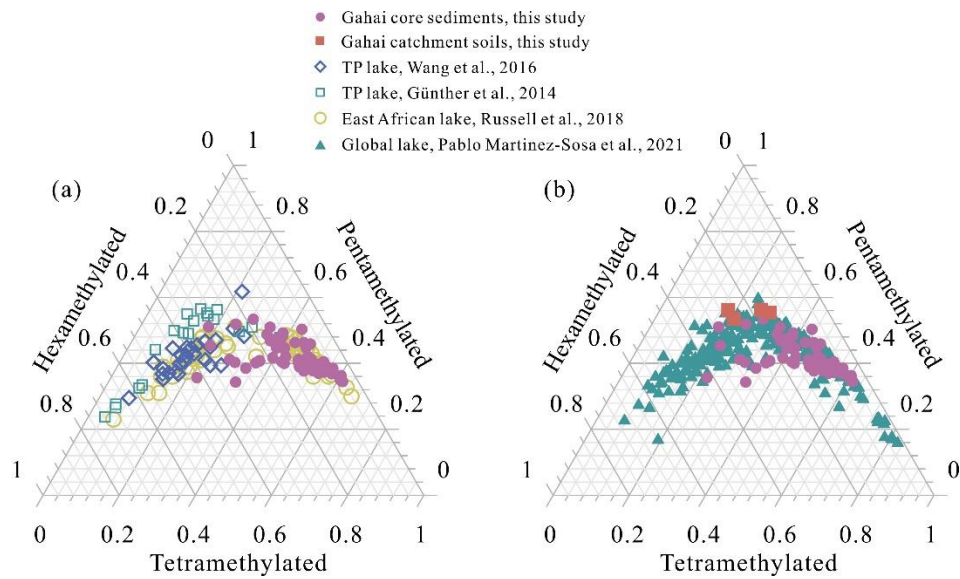 Gahai core sediments, this study
Gahai catchment soils, this study
TP lake, Wang et al., 2016
TP lake, Günther et al., 2014
East African lake, Russell et al., 2018
Global lake, Pablo Martinez-Sosa et al., 2021
(a)
0 1
0.2 0.8
0.4 0.6
0.6 0.4
0.8 0.2
1 0
0 0.2 0.4 0.6 0.8 1
Hexamethylated
Pentamethylated
Tetramethylated
(b)
0 1
0.2 0.8
0.4 0.6
0.6 0.4
0.8 0.2
1 0
0 0.2 0.4 0.6 0.8 1
Hexamethylated
Pentamethylated
Tetramethylated